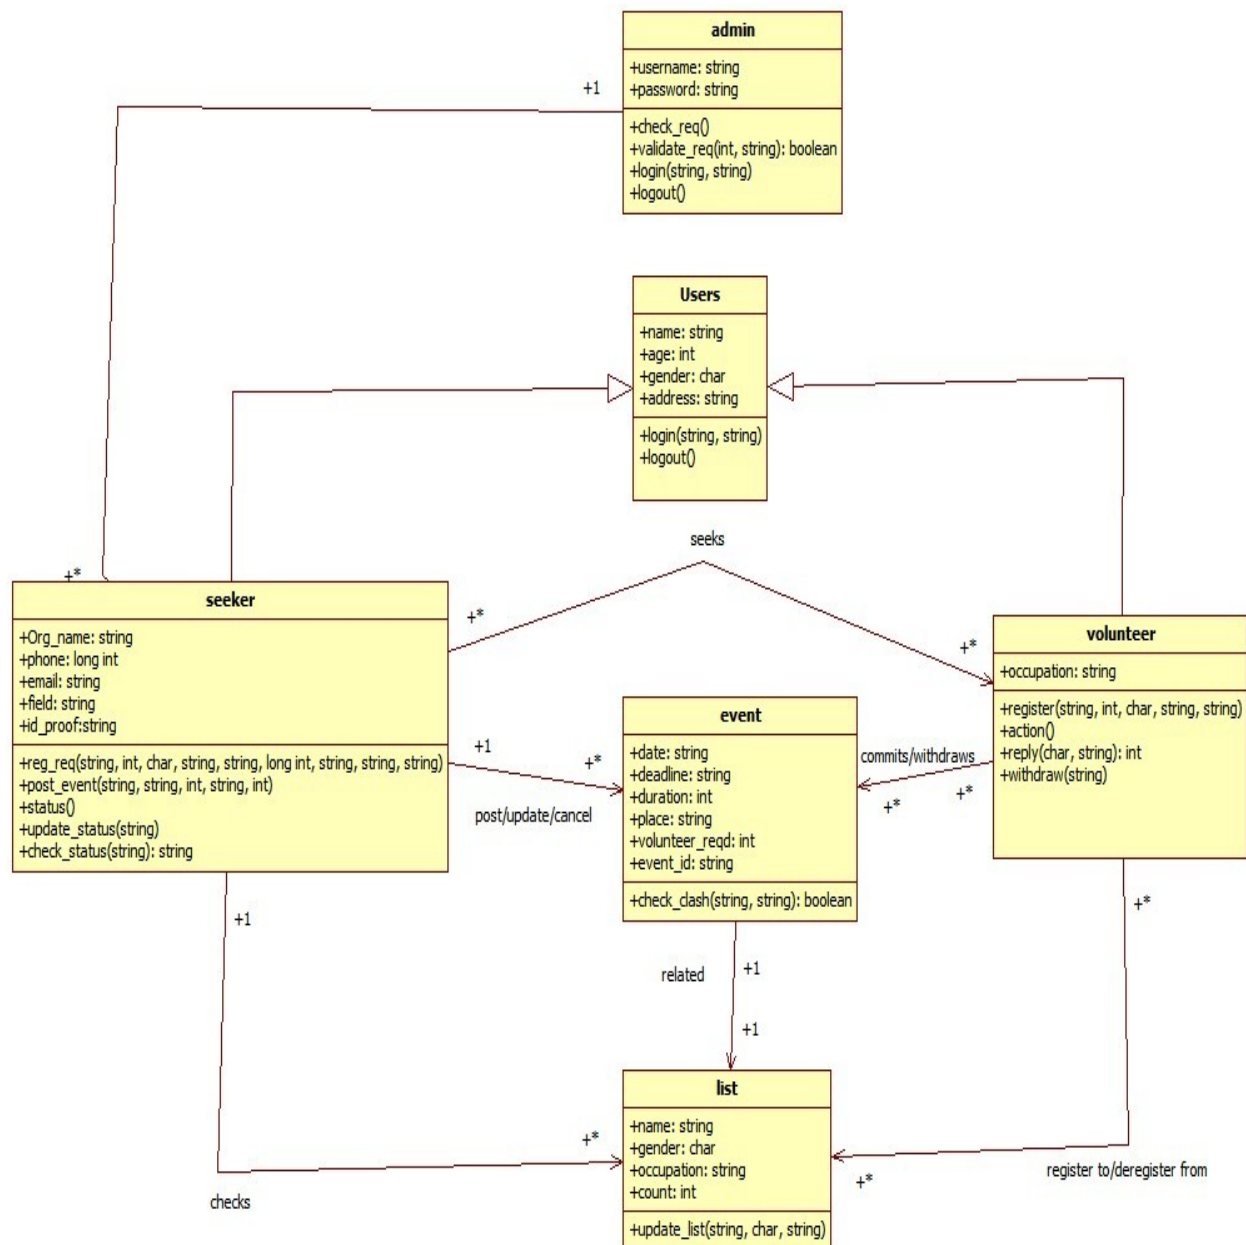 admin
+username: string
+password: string
+1
+check_req()
+validate_req(int, string): boolean
+login(string, string)
+logout()
Users
+name: string
+age: int
+gender: char
+address: string
+login(string, string)
+logout()
seeks
+*
seeker
+Org_name: string
+phone: long int
+email: string
+field: string
+id_proof:string
+reg_req(string, int, char, string, string, long int, string, string, string)
+post_event(string, string, int, string, int)
+status()
+update_status(string)
+check_status(string): string
+*
+*
volunteer
+occupation: string
+register(string, int, char, string, string)
+action()
+reply(char, string): int
+withdraw(string)
event
+date: string
+deadline: string
+duration: int
+place: string
+volunteer_reqd: int
+event_id: string
+check_clash(string, string): boolean
+1
+*
post/update/cancel
commits/withdraws
+*
+*
+1
+*
related
+1
+1
list
+name: string
+gender: char
+occupation: string
+count: int
+update_list(string, char, string)
+*
checks
+*
register to/deregister from